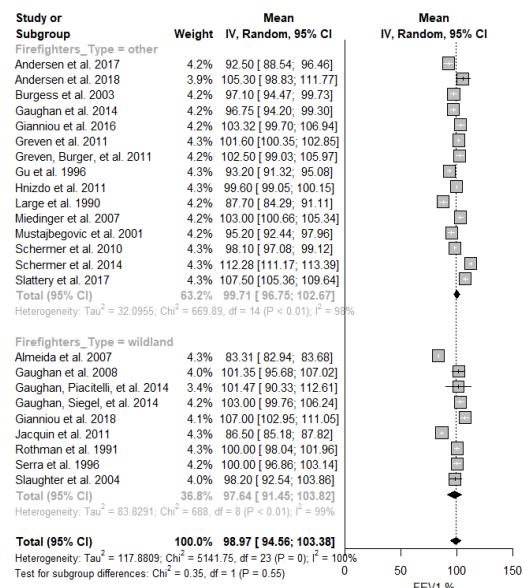 Study or Mean Mean
Subgroup Weight IV, Random, 95% CI IV, Random, 95% CI
Firefighters_Type = other
Andersen et al. 2017 4.2% 92.50 [ 88.54; 96.46]
Andersen et al. 2018 3.9% 105.30 [ 98.83; 111.77]
Burgess et al. 2003 4.2% 97.10 [ 94.47; 99.73]
Gaughan et al. 2014 4.2% 96.75 [ 94.20; 99.30]
Gianniou et al. 2016 4.2% 103.32 [ 99.70; 106.94]
Greven et al. 2011 4.3% 101.60 [100.35; 102.85]
Greven, Burger, et al. 2011 4.2% 102.50 [ 99.03; 105.97]
Gu et al. 1996 4.3% 93.20 [ 91.32; 95.08]
Hnizdo et al. 2011 4.3% 99.60 [ 99.05; 100.15]
Large et al. 1990 4.2% 87.70 [ 84.29; 91.11]
Miedinger et al. 2007 4.2% 103.00 [100.66; 105.34]
Mustajbegovic et al. 2001 4.2% 95.20 [ 92.44; 97.96]
Schermer et al. 2010 4.3% 98.10 [ 97.08; 99.12]
Schermer et al. 2014 4.3% 112.28 [111.17; 113.39]
Slattery et al. 2017 4.3% 107.50 [105.36; 109.64]
Total (95% CI) 63.2% 99.71 [ 96.75; 102.67]
Heterogeneity: Tau² = 32.0955; Chi² = 669.89, df = 14 (P < 0.01); I² = 98%
Firefighters_Type = wildland
Almeida et al. 2007 4.3% 83.31 [ 82.94; 83.68]
Gaughan et al. 2008 4.1% 101.35 [ 95.68; 107.02]
Gaughan, Piacitelli, et al. 2014 3.4% 101.47 [ 90.33; 112.61]
Gaughan, Siegel, et al. 2014 4.2% 103.00 [ 99.76; 106.24]
Gianniou et al. 2018 4.1% 107.00 [102.95; 111.05]
Jacquin et al. 2011 4.3% 86.50 [ 85.18; 87.82]
Rothman et al. 1991 4.3% 100.00 [ 98.04; 101.96]
Serra et al. 1996 4.2% 100.00 [ 96.86; 103.14]
Slaughter et al. 2004 4.1% 98.20 [ 92.54; 103.86]
Total (95% CI) 36.8% 97.64 [ 91.45; 103.82]
Heterogeneity: Tau² = 83.8291; Chi² = 688, df = 8 (P < 0.01); I² = 99%
Total (95% CI) 100.0% 98.97 [ 94.56; 103.38]
Heterogeneity: Tau² = 117.8809; Chi² = 5141.75, df = 23 (P = 0); I² = 100%
Test for subgroup differences: Chi² = 0.35, df = 1 (P = 0.55)
0 50 100 150
FEV1 %